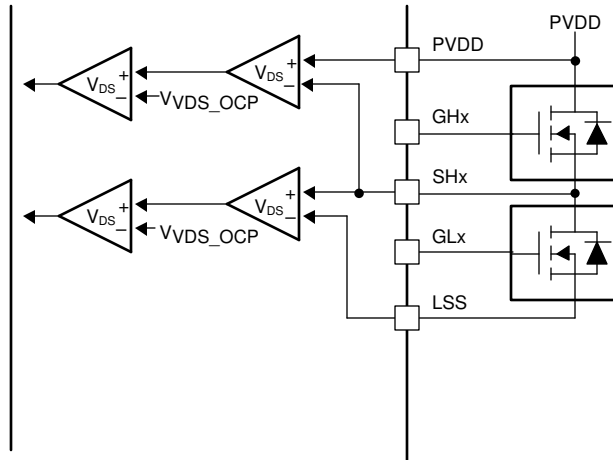 PVDD
PVDD
V_DS + −
V_VDS_OCP
V_DS + −
GHx
SHx
V_DS + −
V_VDS_OCP
V_DS + −
GLx
LSS